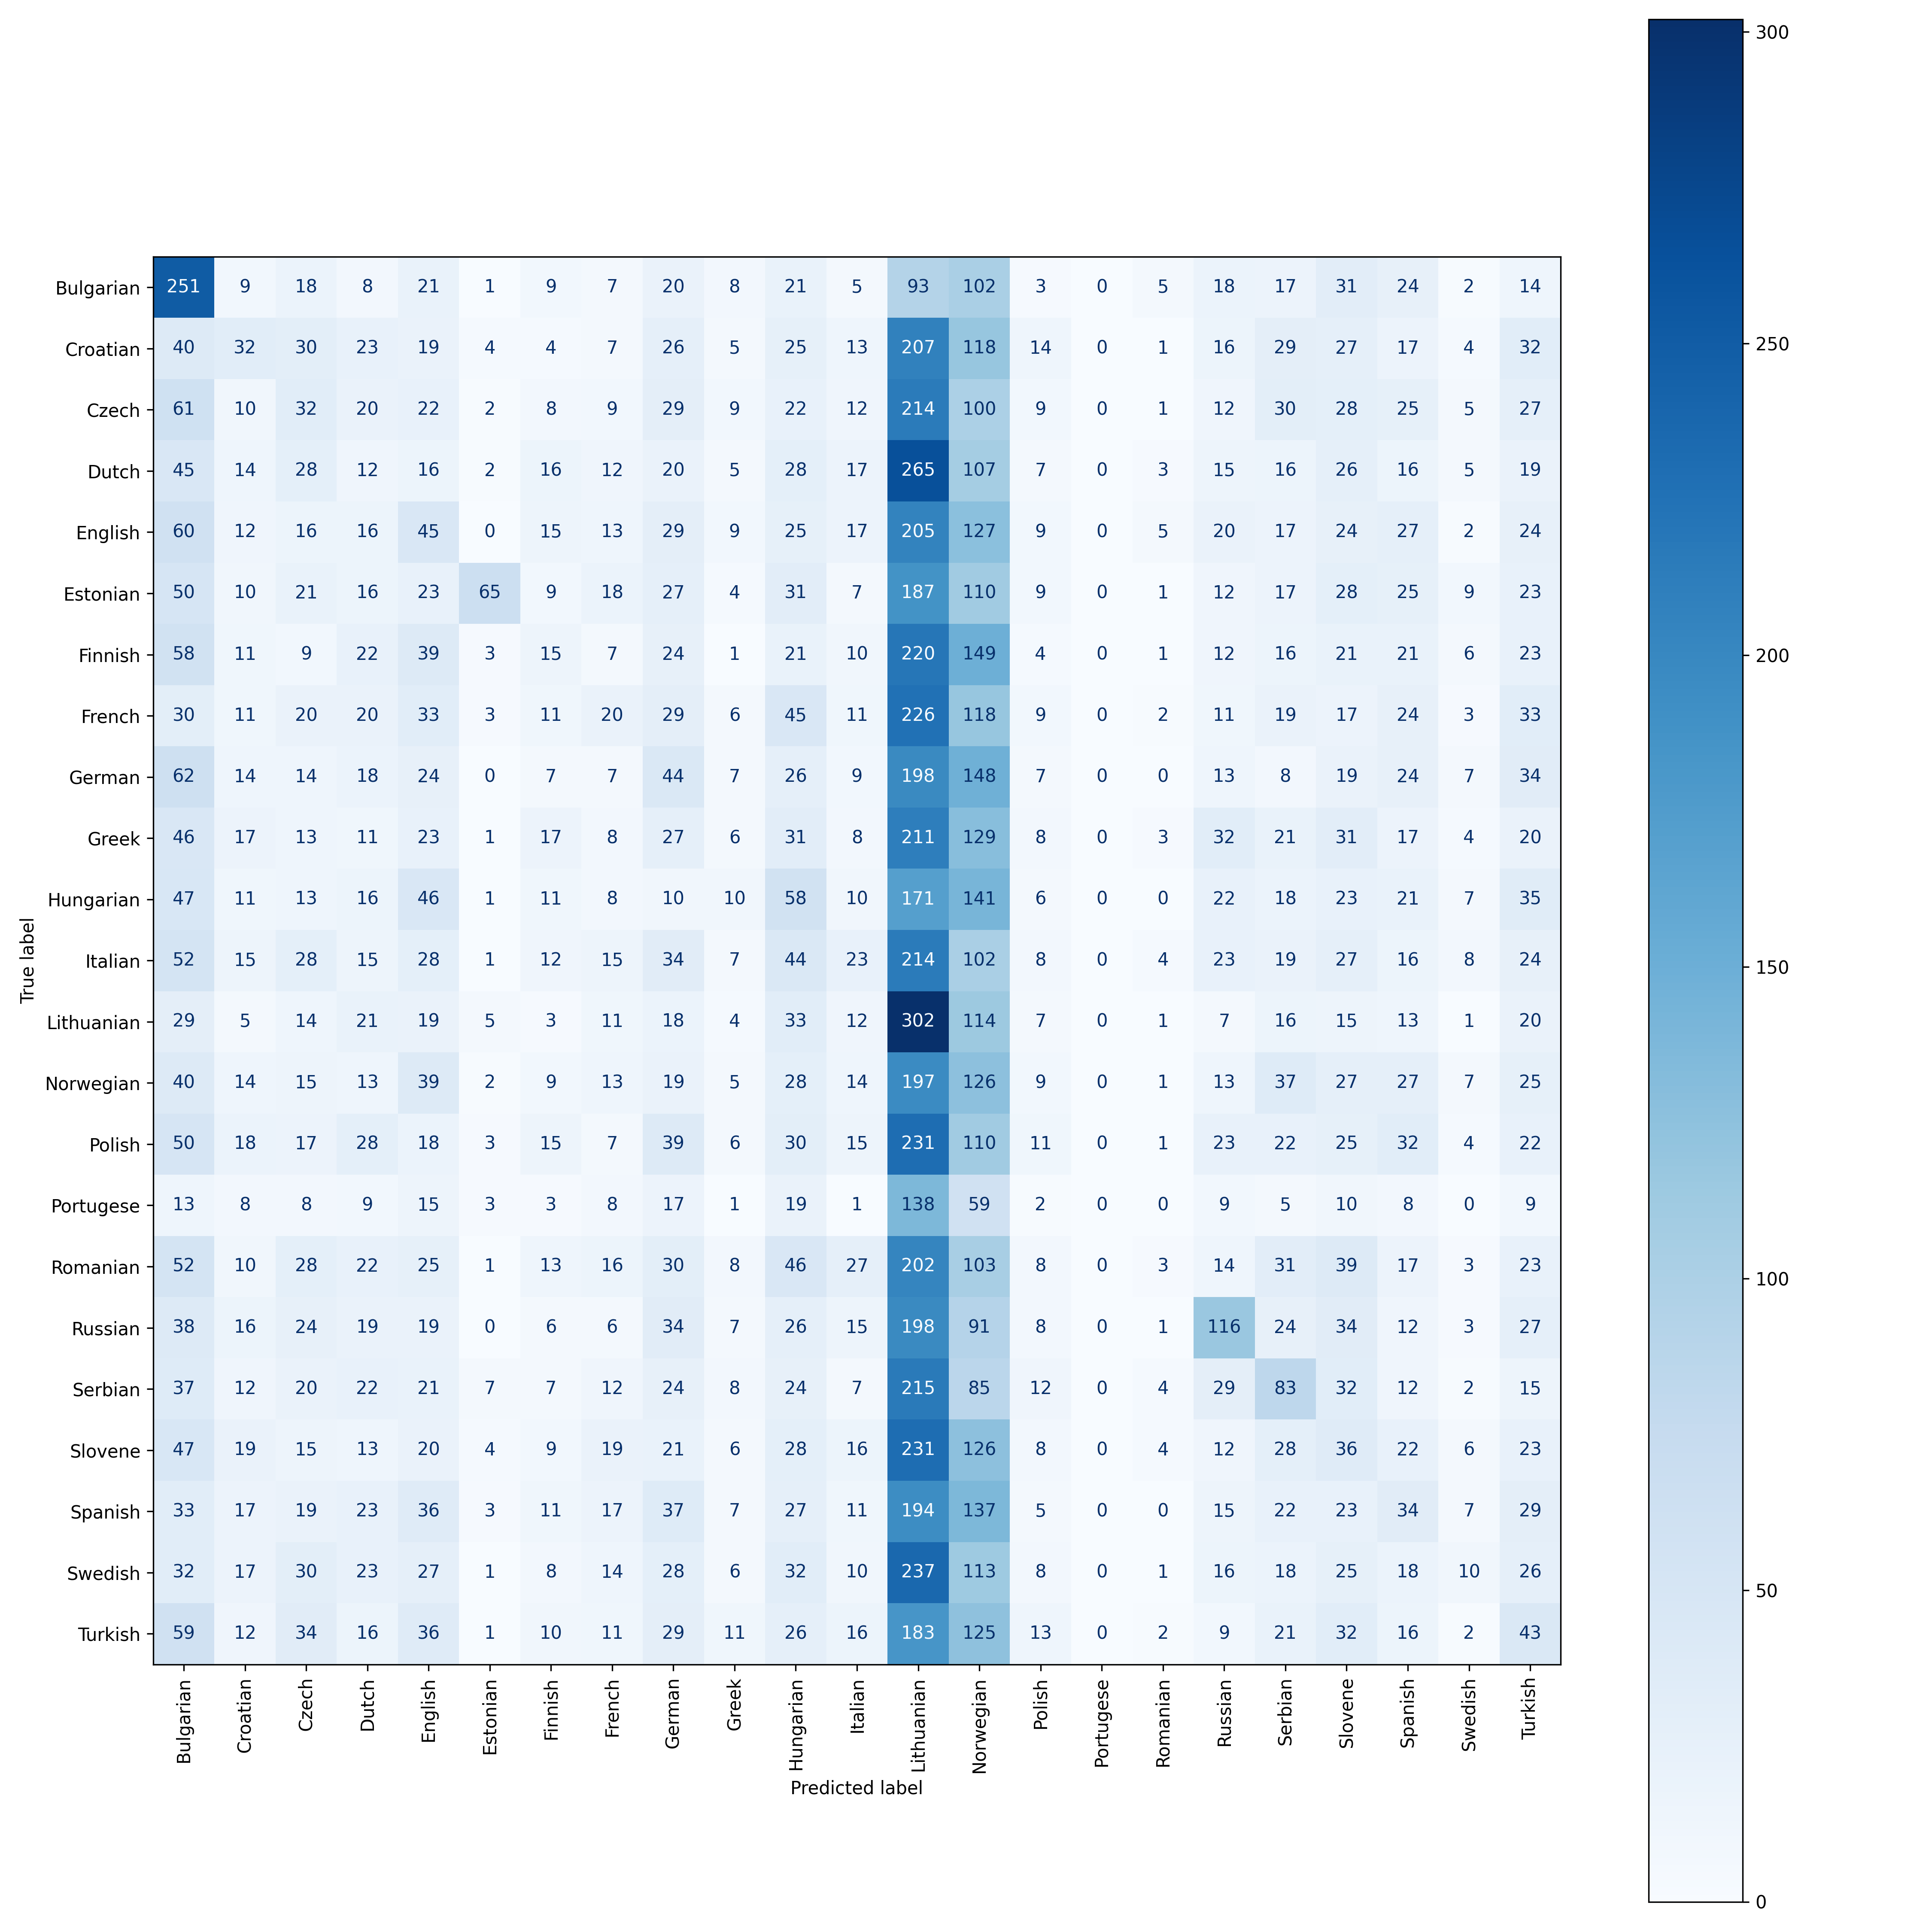 300
Bulgarian 251 9 18 8 21 1 9 7 20 8 21 5 93 102 3 0 5 18 17 31 24 2 14
Croatian 40 32 30 23 19 4 4 7 26 5 25 13 207 118 14 0 1 16 29 27 17 4 32
250
Czech 61 10 32 20 22 2 8 9 29 9 22 12 214 100 9 0 1 12 30 28 25 5 27
Dutch 45 14 28 12 16 2 16 12 20 5 28 17 265 107 7 0 3 15 16 26 16 5 19
English 60 12 16 16 45 0 15 13 29 9 25 17 205 127 9 0 5 20 17 24 27 2 24
Estonian 50 10 21 16 23 65 9 18 27 4 31 7 187 110 9 0 1 12 17 28 25 9 23
Finnish 58 11 9 22 39 3 15 7 24 1 21 10 220 149 4 0 1 12 16 21 21 6 23
200
French 30 11 20 20 33 3 11 20 29 6 45 11 226 118 9 0 2 11 19 17 24 3 33
German 62 14 14 18 24 0 7 7 44 7 26 9 198 148 7 0 0 13 8 19 24 7 34
Greek 46 17 13 11 23 1 17 8 27 6 31 8 211 129 8 0 3 32 21 31 17 4 20
Hungarian 47 11 13 16 46 1 11 8 10 10 58 10 171 141 6 0 0 22 18 23 21 7 35
True label
Italian 52 15 28 15 28 1 12 15 34 7 44 23 214 102 8 0 4 23 19 27 16 8 24
150
Lithuanian 29 5 14 21 19 5 3 11 18 4 33 12 302 114 7 0 1 7 16 15 13 1 20
Norwegian 40 14 15 13 39 2 9 13 19 5 28 14 197 126 9 0 1 13 37 27 27 7 25
Polish 50 18 17 28 18 3 15 7 39 6 30 15 231 110 11 0 1 23 22 25 32 4 22
Portugese 13 8 8 9 15 3 3 8 17 1 19 1 138 59 2 0 0 9 5 10 8 0 9
Romanian 52 10 28 22 25 1 13 16 30 8 46 27 202 103 8 0 3 14 31 39 17 3 23
100
Russian 38 16 24 19 19 0 6 6 34 7 26 15 198 91 8 0 1 116 24 34 12 3 27
Serbian 37 12 20 22 21 7 7 12 24 8 24 7 215 85 12 0 4 29 83 32 12 2 15
Slovene 47 19 15 13 20 4 9 19 21 6 28 16 231 126 8 0 4 12 28 36 22 6 23
Spanish 33 17 19 23 36 3 11 17 37 7 27 11 194 137 5 0 0 15 22 23 34 7 29
Swedish 32 17 30 23 27 1 8 14 28 6 32 10 237 113 8 0 1 16 18 25 18 10 26
50
Turkish 59 12 34 16 36 1 10 11 29 11 26 16 183 125 13 0 2 9 21 32 16 2 43
Bulgarian Croatian Czech Dutch English Estonian Finnish French German Greek Hungarian Italian Lithuanian Norwegian Polish Portugese Romanian Russian Serbian Slovene Spanish Swedish Turkish
Predicted label
0